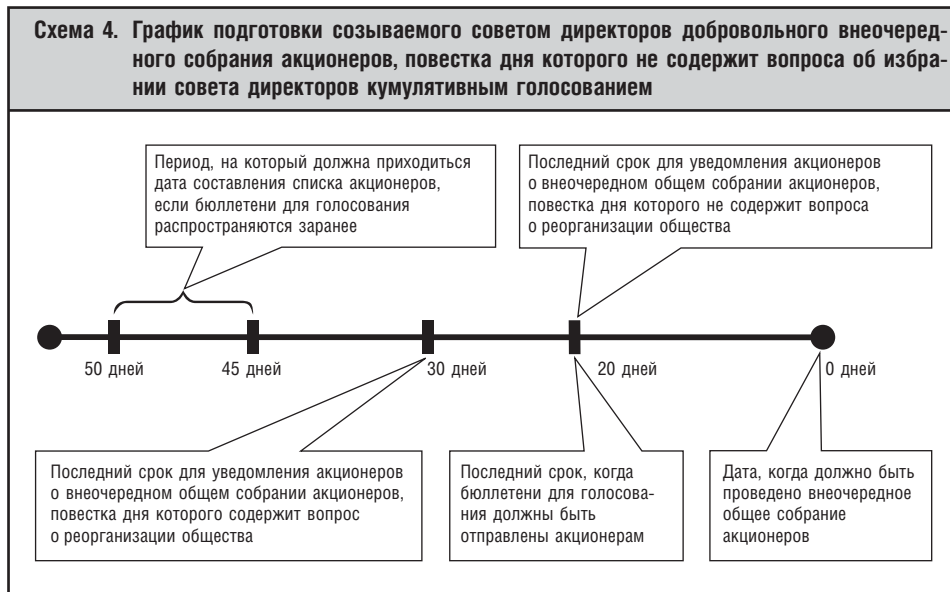 Схема 4. График подготовки созываемого советом директоров добровольного внеочеред-
ного собрания акционеров, повестка дня которого не содержит вопроса об избра-
нии совета директоров кумулятивным голосованием
Период, на который должна приходиться
дата составления списка акционеров,
если бюллетени для голосования
распространяются заранее
Последний срок для уведомления акционеров
о внеочередном общем собрании акционеров,
повестка дня которого не содержит вопроса
о реорганизации общества
50 дней
45 дней
30 дней
20 дней
0 дней
Последний срок для уведомления акционеров
о внеочередном общем собрании акционеров,
повестка дня которого содержит вопрос
о реорганизации общества
Последний срок, когда
бюллетени для голосова-
ния должны быть
отправлены акционерам
Дата, когда должно быть
проведено внеочередное
общее собрание
акционеров